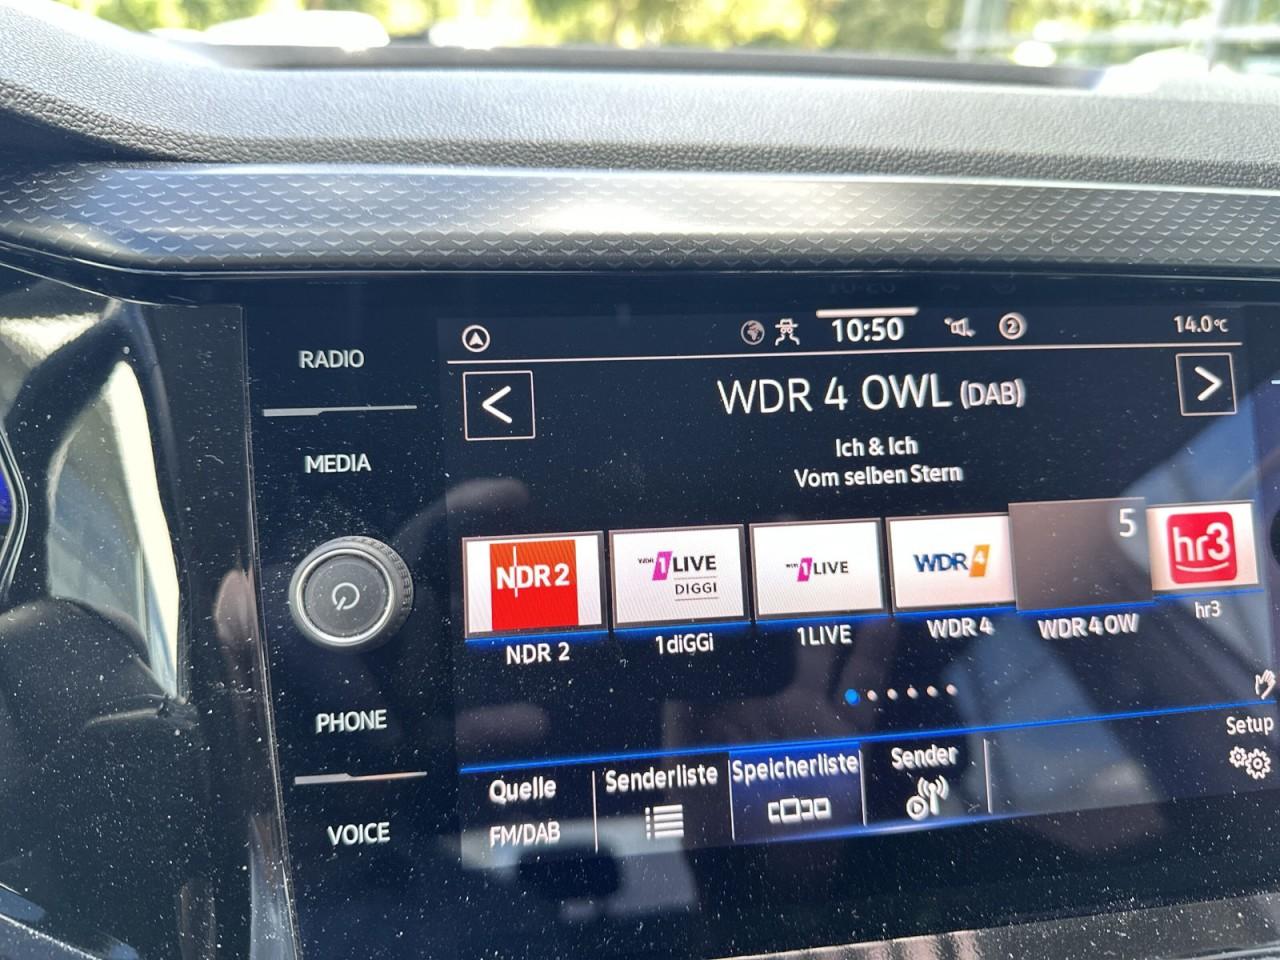 10:50
2
14.0°C
RADIO
MEDIA
PHONE
VOICE
<
WDR 4 OWL (DAB)
>
Ich & Ich
Vom selben Stern
NDR 2
WDR 1LIVE
DIGGI
1LIVE
WDR 4
5
hr3
NDR 2
1diGGi
1LIVE
WDR 4
WDR 4 OW
hr3
Quelle
FM/DAB
Senderliste
Speicherliste
Sender
Setup